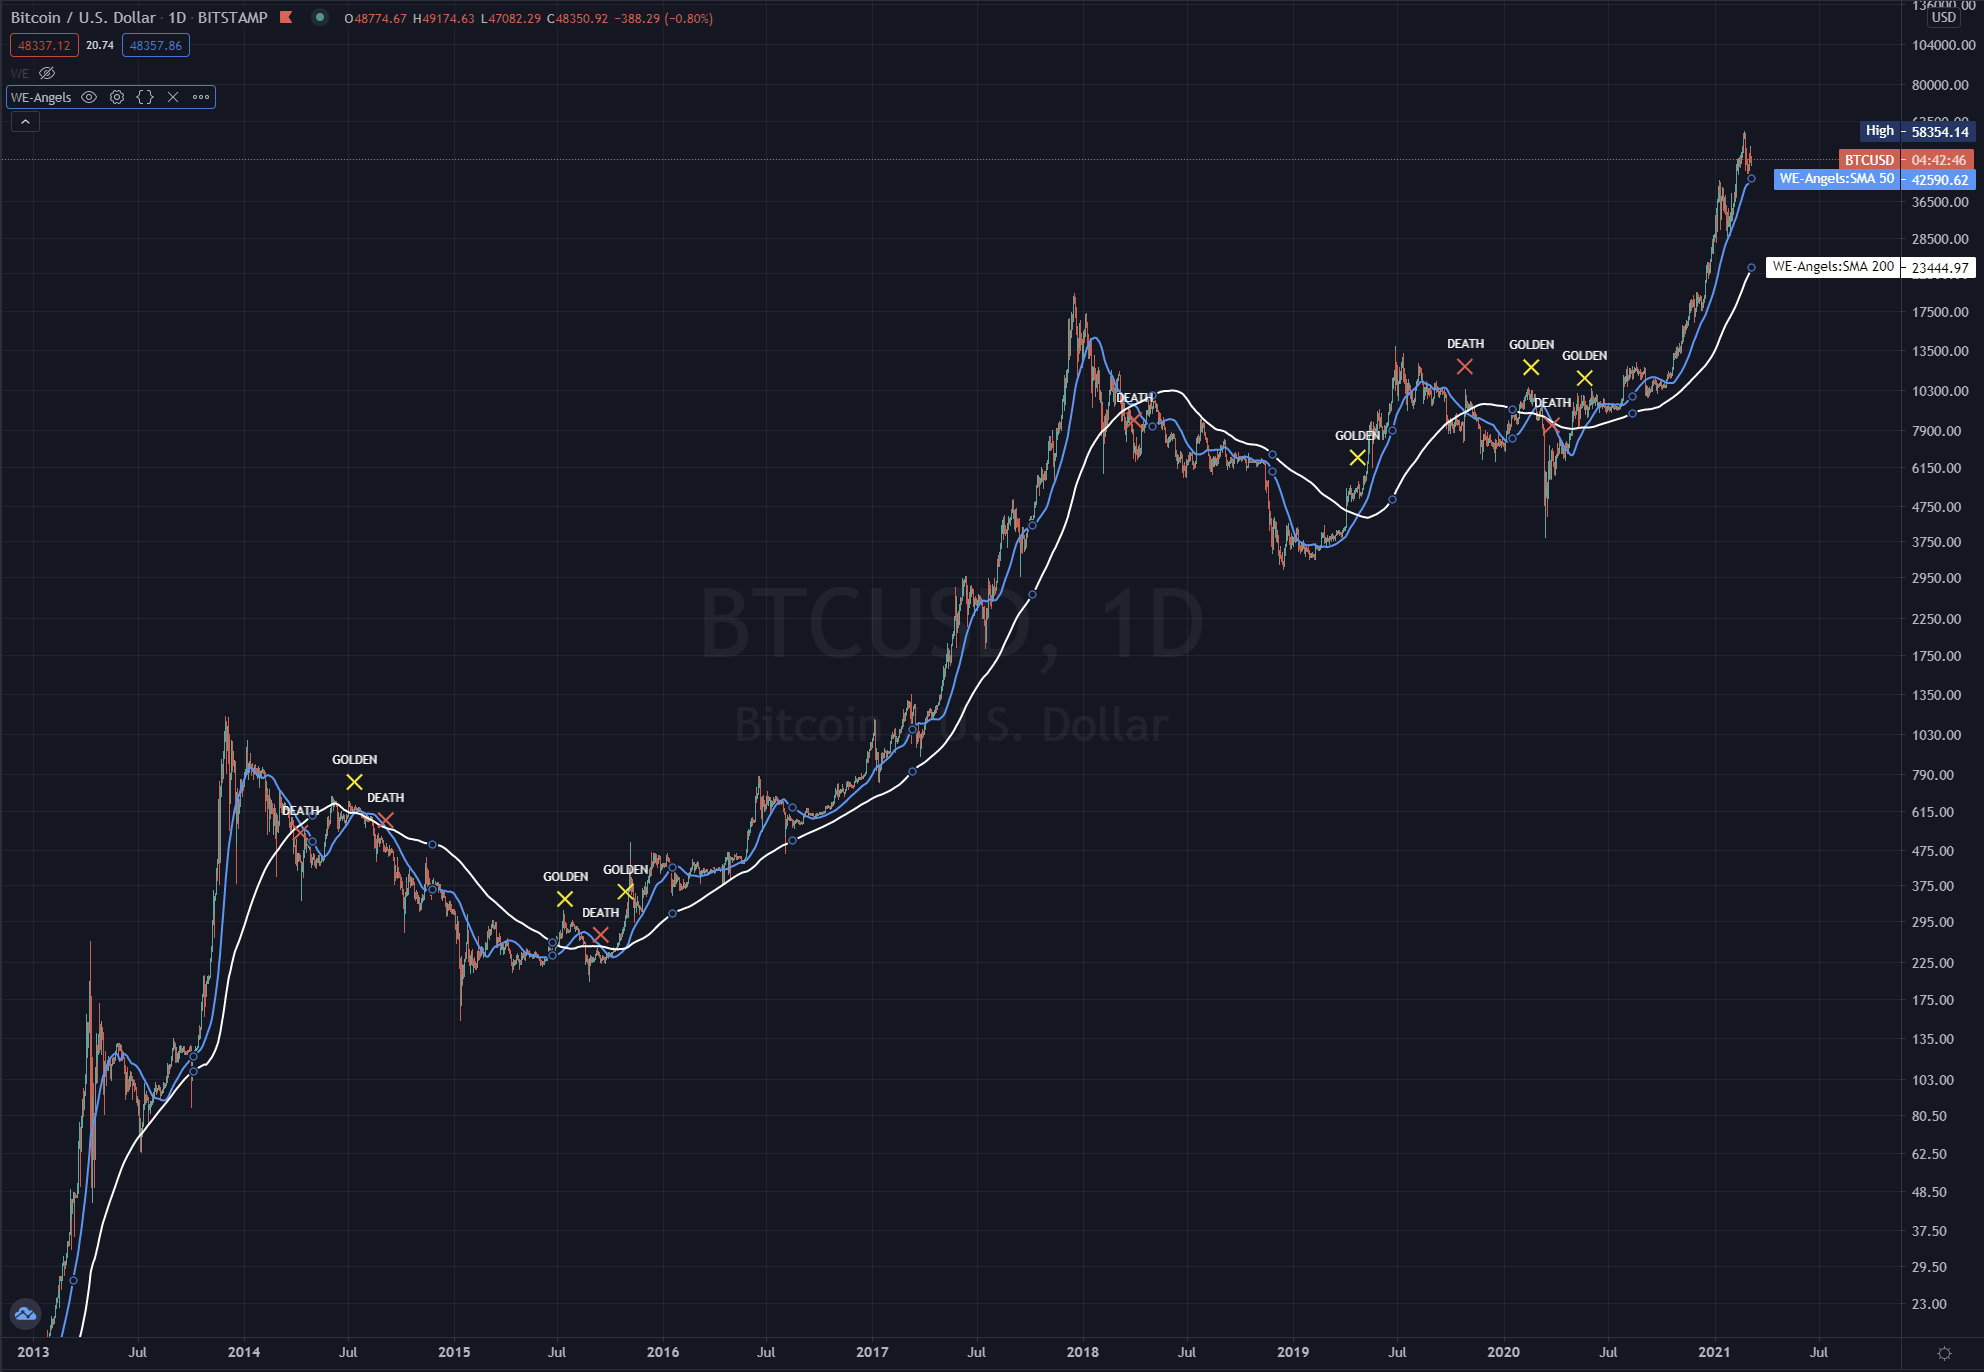 Bitcoin / U.S. Dollar · 1D · BITSTAMP O48774.67 H49174.63 L47082.29 C48350.92 −388.29 (−0.80%)
48337.12 20.74 48357.86
WE
WE-Angels
USD
104000.00
80000.00
High 58354.14
BTCUSD 04:42:46
WE-Angels:SMA 50 42590.62
36500.00
28500.00
WE-Angels:SMA 200 23444.97
17500.00
13500.00
10300.00
7900.00
6150.00
4750.00
3750.00
2950.00
2250.00
1750.00
1350.00
1030.00
790.00
615.00
475.00
375.00
295.00
225.00
175.00
135.00
103.00
80.50
62.50
48.50
37.50
29.50
23.00
DEATH
GOLDEN
GOLDEN
DEATH
DEATH
GOLDEN
BTCUSD, 1D
Bitcoin / U.S. Dollar
GOLDEN
DEATH
DEATH
GOLDEN
GOLDEN
DEATH
2013 Jul 2014 Jul 2015 Jul 2016 Jul 2017 Jul 2018 Jul 2019 Jul 2020 Jul 2021 Jul